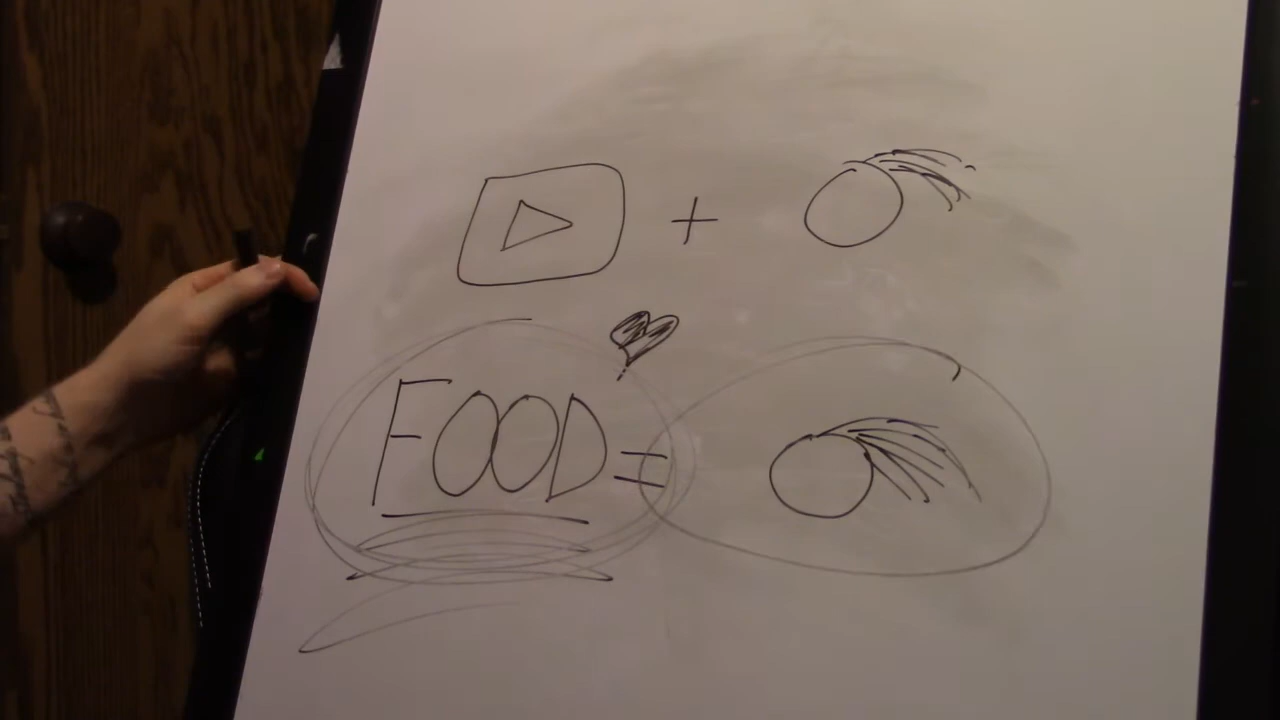 +
FOOD =